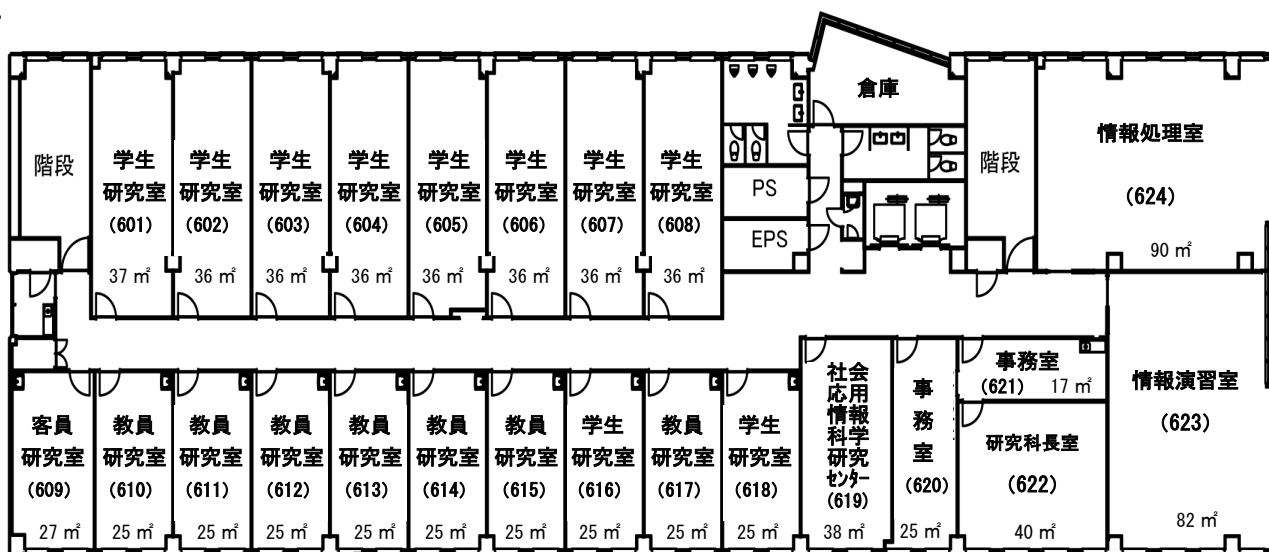 倉庫
階段
学生
研究室
(601)
37 ㎡
学生
研究室
(602)
36 ㎡
学生
研究室
(603)
36 ㎡
学生
研究室
(604)
36 ㎡
学生
研究室
(605)
36 ㎡
学生
研究室
(606)
36 ㎡
学生
研究室
(607)
36 ㎡
学生
研究室
(608)
36 ㎡
PS
EPS
階段
情報処理室
(624)
90 ㎡
客員
研究室
(609)
27 ㎡
教員
研究室
(610)
25 ㎡
教員
研究室
(611)
25 ㎡
教員
研究室
(612)
25 ㎡
教員
研究室
(613)
25 ㎡
教員
研究室
(614)
25 ㎡
教員
研究室
(615)
25 ㎡
学生
研究室
(616)
25 ㎡
教員
研究室
(617)
25 ㎡
学生
研究室
(618)
25 ㎡
社会
応用
情報
科学
研究
センター
(619)
38 ㎡
事
務
室
(620)
25 ㎡
事務室
(621) 17 ㎡
研究科長室
(622)
40 ㎡
情報演習室
(623)
82 ㎡